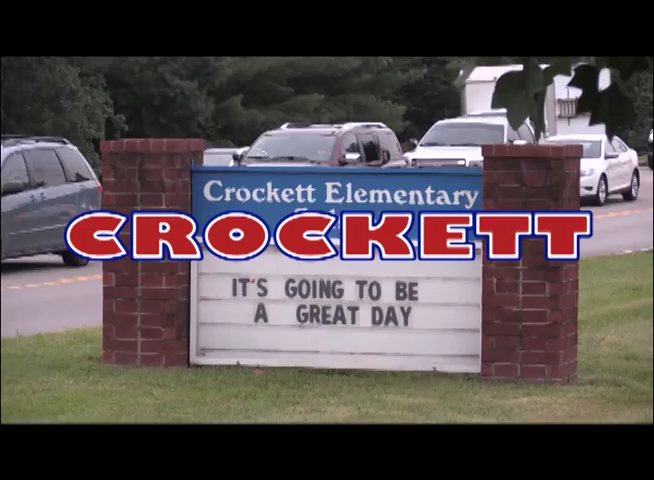 Crockett Elementary
CROCKETT
IT'S GOING TO BE
A GREAT DAY